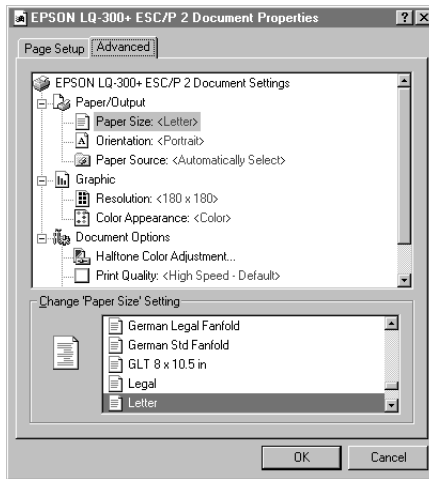 EPSON LQ-300+ ESC/P 2 Document Properties
Page Setup Advanced
EPSON LQ-300+ ESC/P 2 Document Settings
Paper/Output
Paper Size: <Letter>
Orientation: <Portrait>
Paper Source: <Automatically Select>
Graphic
Resolution: <180 x 180>
Color Appearance: <Color>
Document Options
Halftone Color Adjustment...
Print Quality: <High Speed - Default>
Change 'Paper Size' Setting
German Legal Fanfold
German Std Fanfold
GLT 8 x 10.5 in
Legal
Letter
OK Cancel